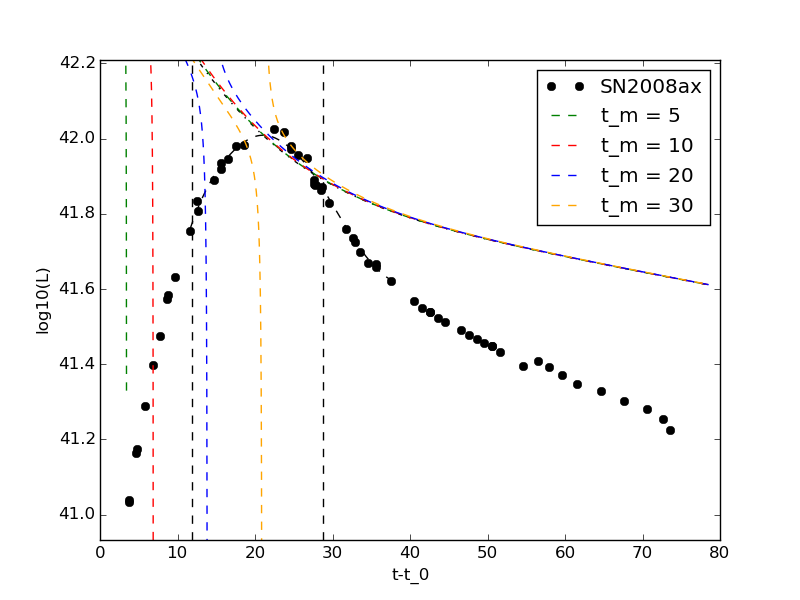 42.2
42.0
41.8
41.6
41.4
41.2
41.0
log10(L)
SN2008ax
t_m = 5
t_m = 10
t_m = 20
t_m = 30
0 10 20 30 40 50 60 70 80
t-t_0